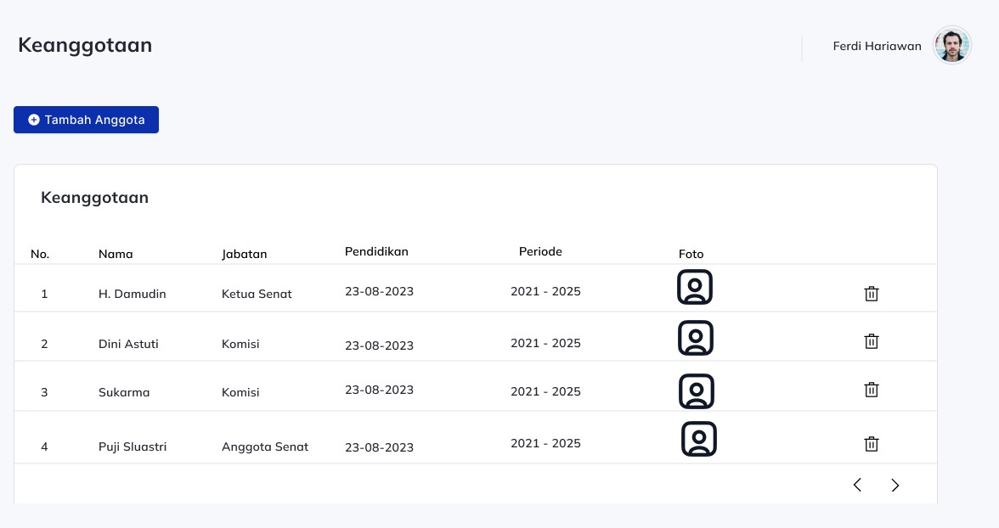 Keanggotaan
Ferdi Hariawan
Tambah Anggota
Keanggotaan
No. Nama Jabatan Pendidikan Periode Foto
1 H. Damudin Ketua Senat 23-08-2023 2021 - 2025
2 Dini Astuti Komisi 23-08-2023 2021 - 2025
3 Sukarma Komisi 23-08-2023 2021 - 2025
4 Puji Sluastri Anggota Senat 23-08-2023 2021 - 2025